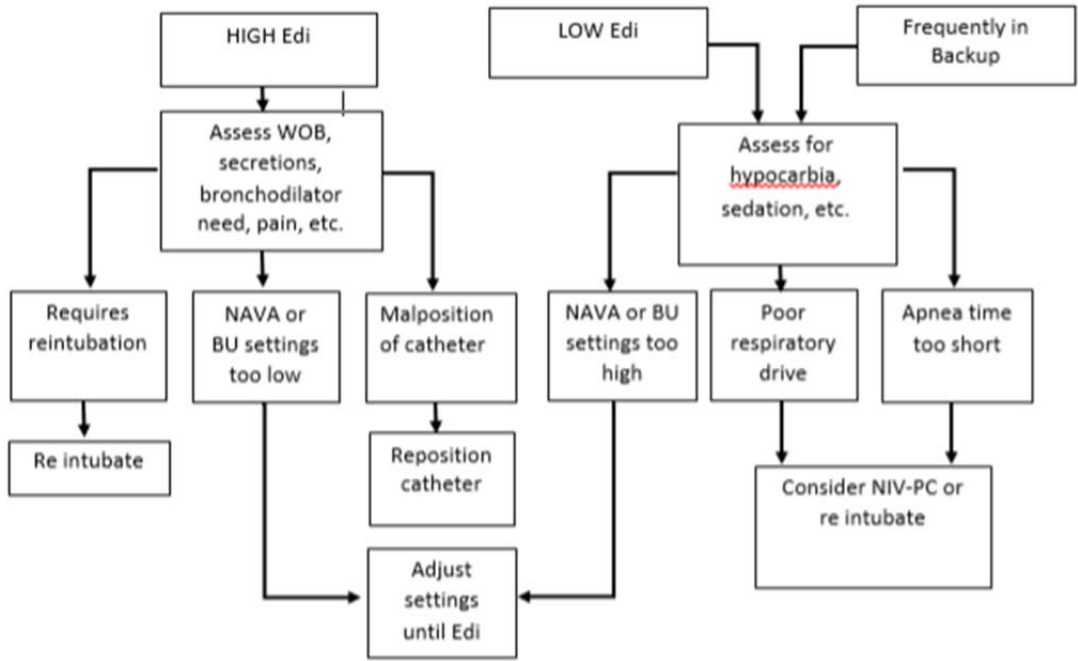 HIGH Edi
LOW Edi
Frequently in
Backup
Assess WOB,
secretions,
bronchodilator
need, pain, etc.
Assess for
hypocarbia,
sedation, etc.
Requires
reintubation
NAVA or
BU settings
too low
Malposition
of catheter
NAVA or BU
settings too
high
Poor
respiratory
drive
Apnea time
too short
Re intubate
Reposition
catheter
Consider NIV-PC or
re intubate
Adjust
settings
until Edi